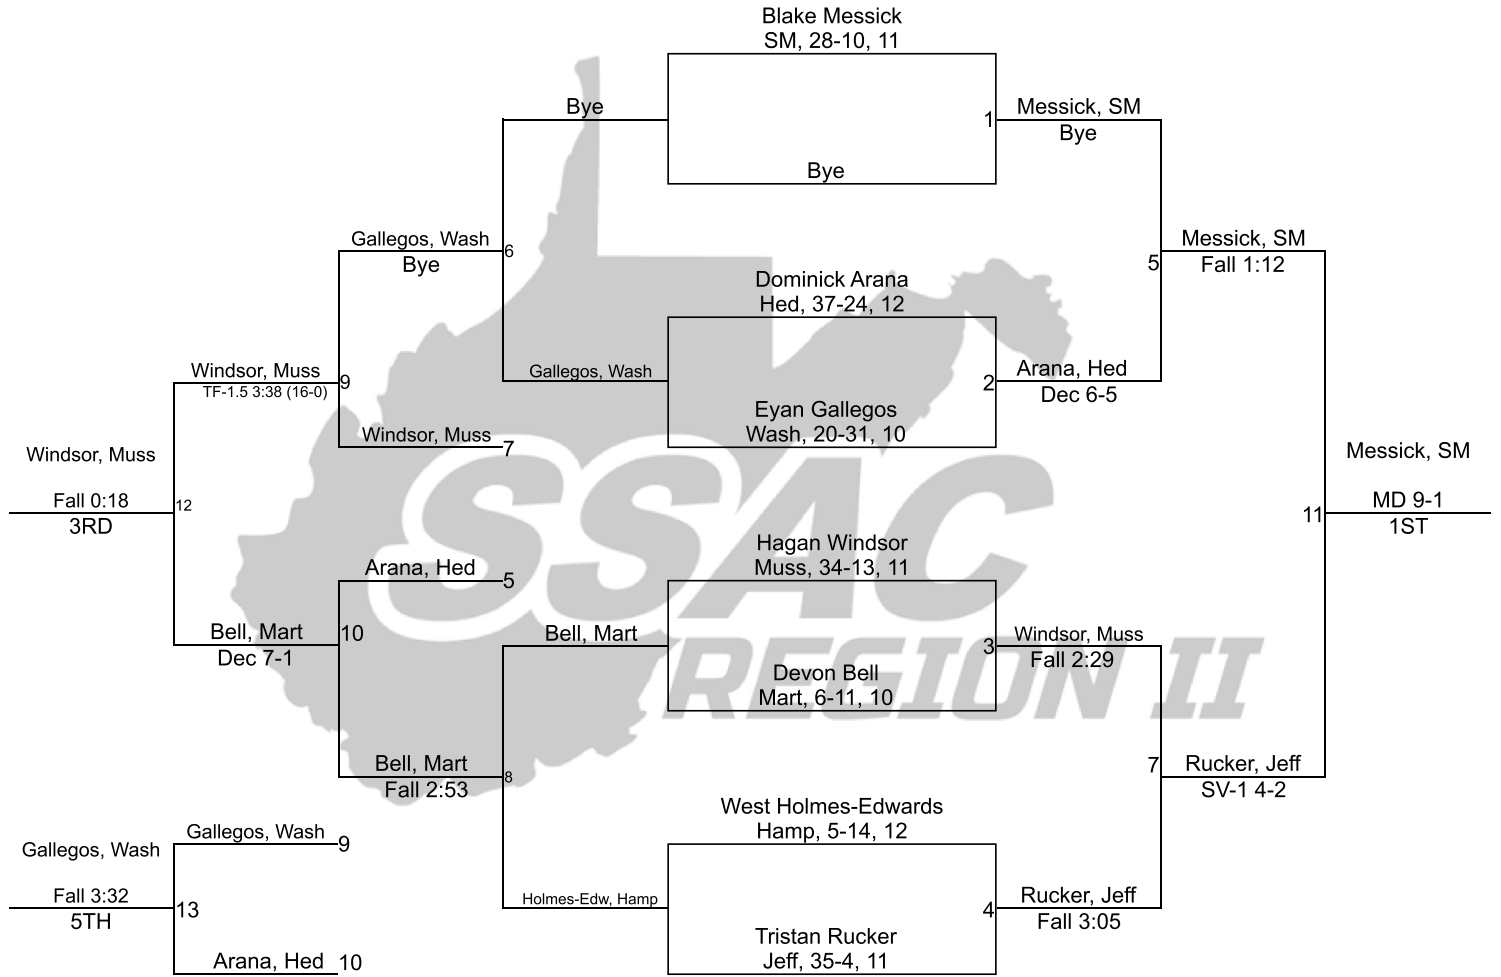 Blake Messick
SM, 28-10, 11
Bye
1
Messick, SM
Bye
Bye
Gallegos, Wash
6
Bye
Messick, SM
5
Fall 1:12
Dominick Arana
Hed, 37-24, 12
Windsor, Muss
9
TF-1.5 3:38 (16-0)
Gallegos, Wash
2
Arana, Hed
Dec 6-5
Eyan Gallegos
Wash, 20-31, 10
Windsor, Muss
7
Windsor, Muss
Fall 0:18
12
3RD
Messick, SM
MD 9-1
11
1ST
SSAC
REGION II
Hagan Windsor
Muss, 34-13, 11
Arana, Hed
5
Bell, Mart
10
Dec 7-1
Bell, Mart
3
Windsor, Muss
Fall 2:29
Devon Bell
Mart, 6-11, 10
Bell, Mart
8
Fall 2:53
7
Rucker, Jeff
SV-1 4-2
West Holmes-Edwards
Hamp, 5-14, 12
Gallegos, Wash
9
Gallegos, Wash
Fall 3:32
13
5TH
Holmes-Edw, Hamp
4
Rucker, Jeff
Fall 3:05
Tristan Rucker
Jeff, 35-4, 11
Arana, Hed
10